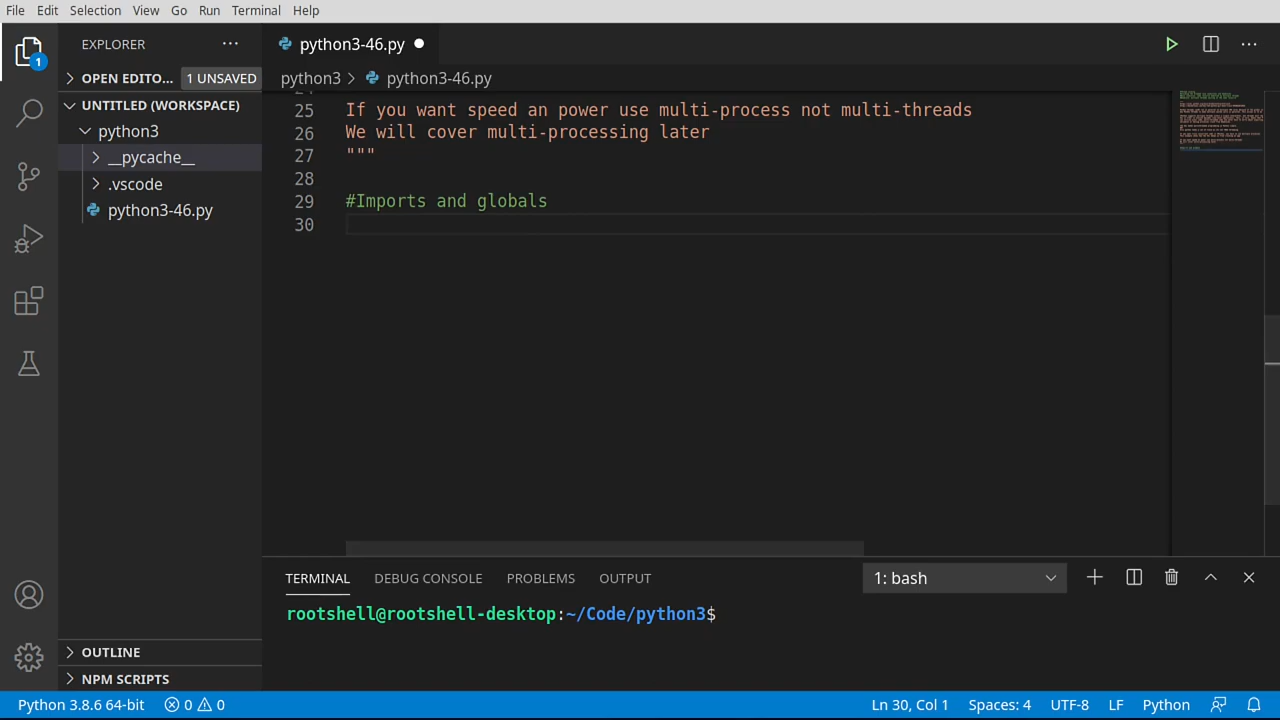 File Edit Selection View Go Run Terminal Help
EXPLORER
python3-46.py
1
OPEN EDITO... 1 UNSAVED
python3 > python3-46.py
UNTITLED (WORKSPACE)
python3
__pycache__
.vscode
python3-46.py
25 If you want speed an power use multi-process not multi-threads
26 We will cover multi-processing later
27 """
28
29 #Imports and globals
30
TERMINAL DEBUG CONSOLE PROBLEMS OUTPUT 1: bash
rootshell@rootshell-desktop:~/Code/python3$
OUTLINE
NPM SCRIPTS
Python 3.8.6 64-bit 0 0 Ln 30, Col 1 Spaces: 4 UTF-8 LF Python